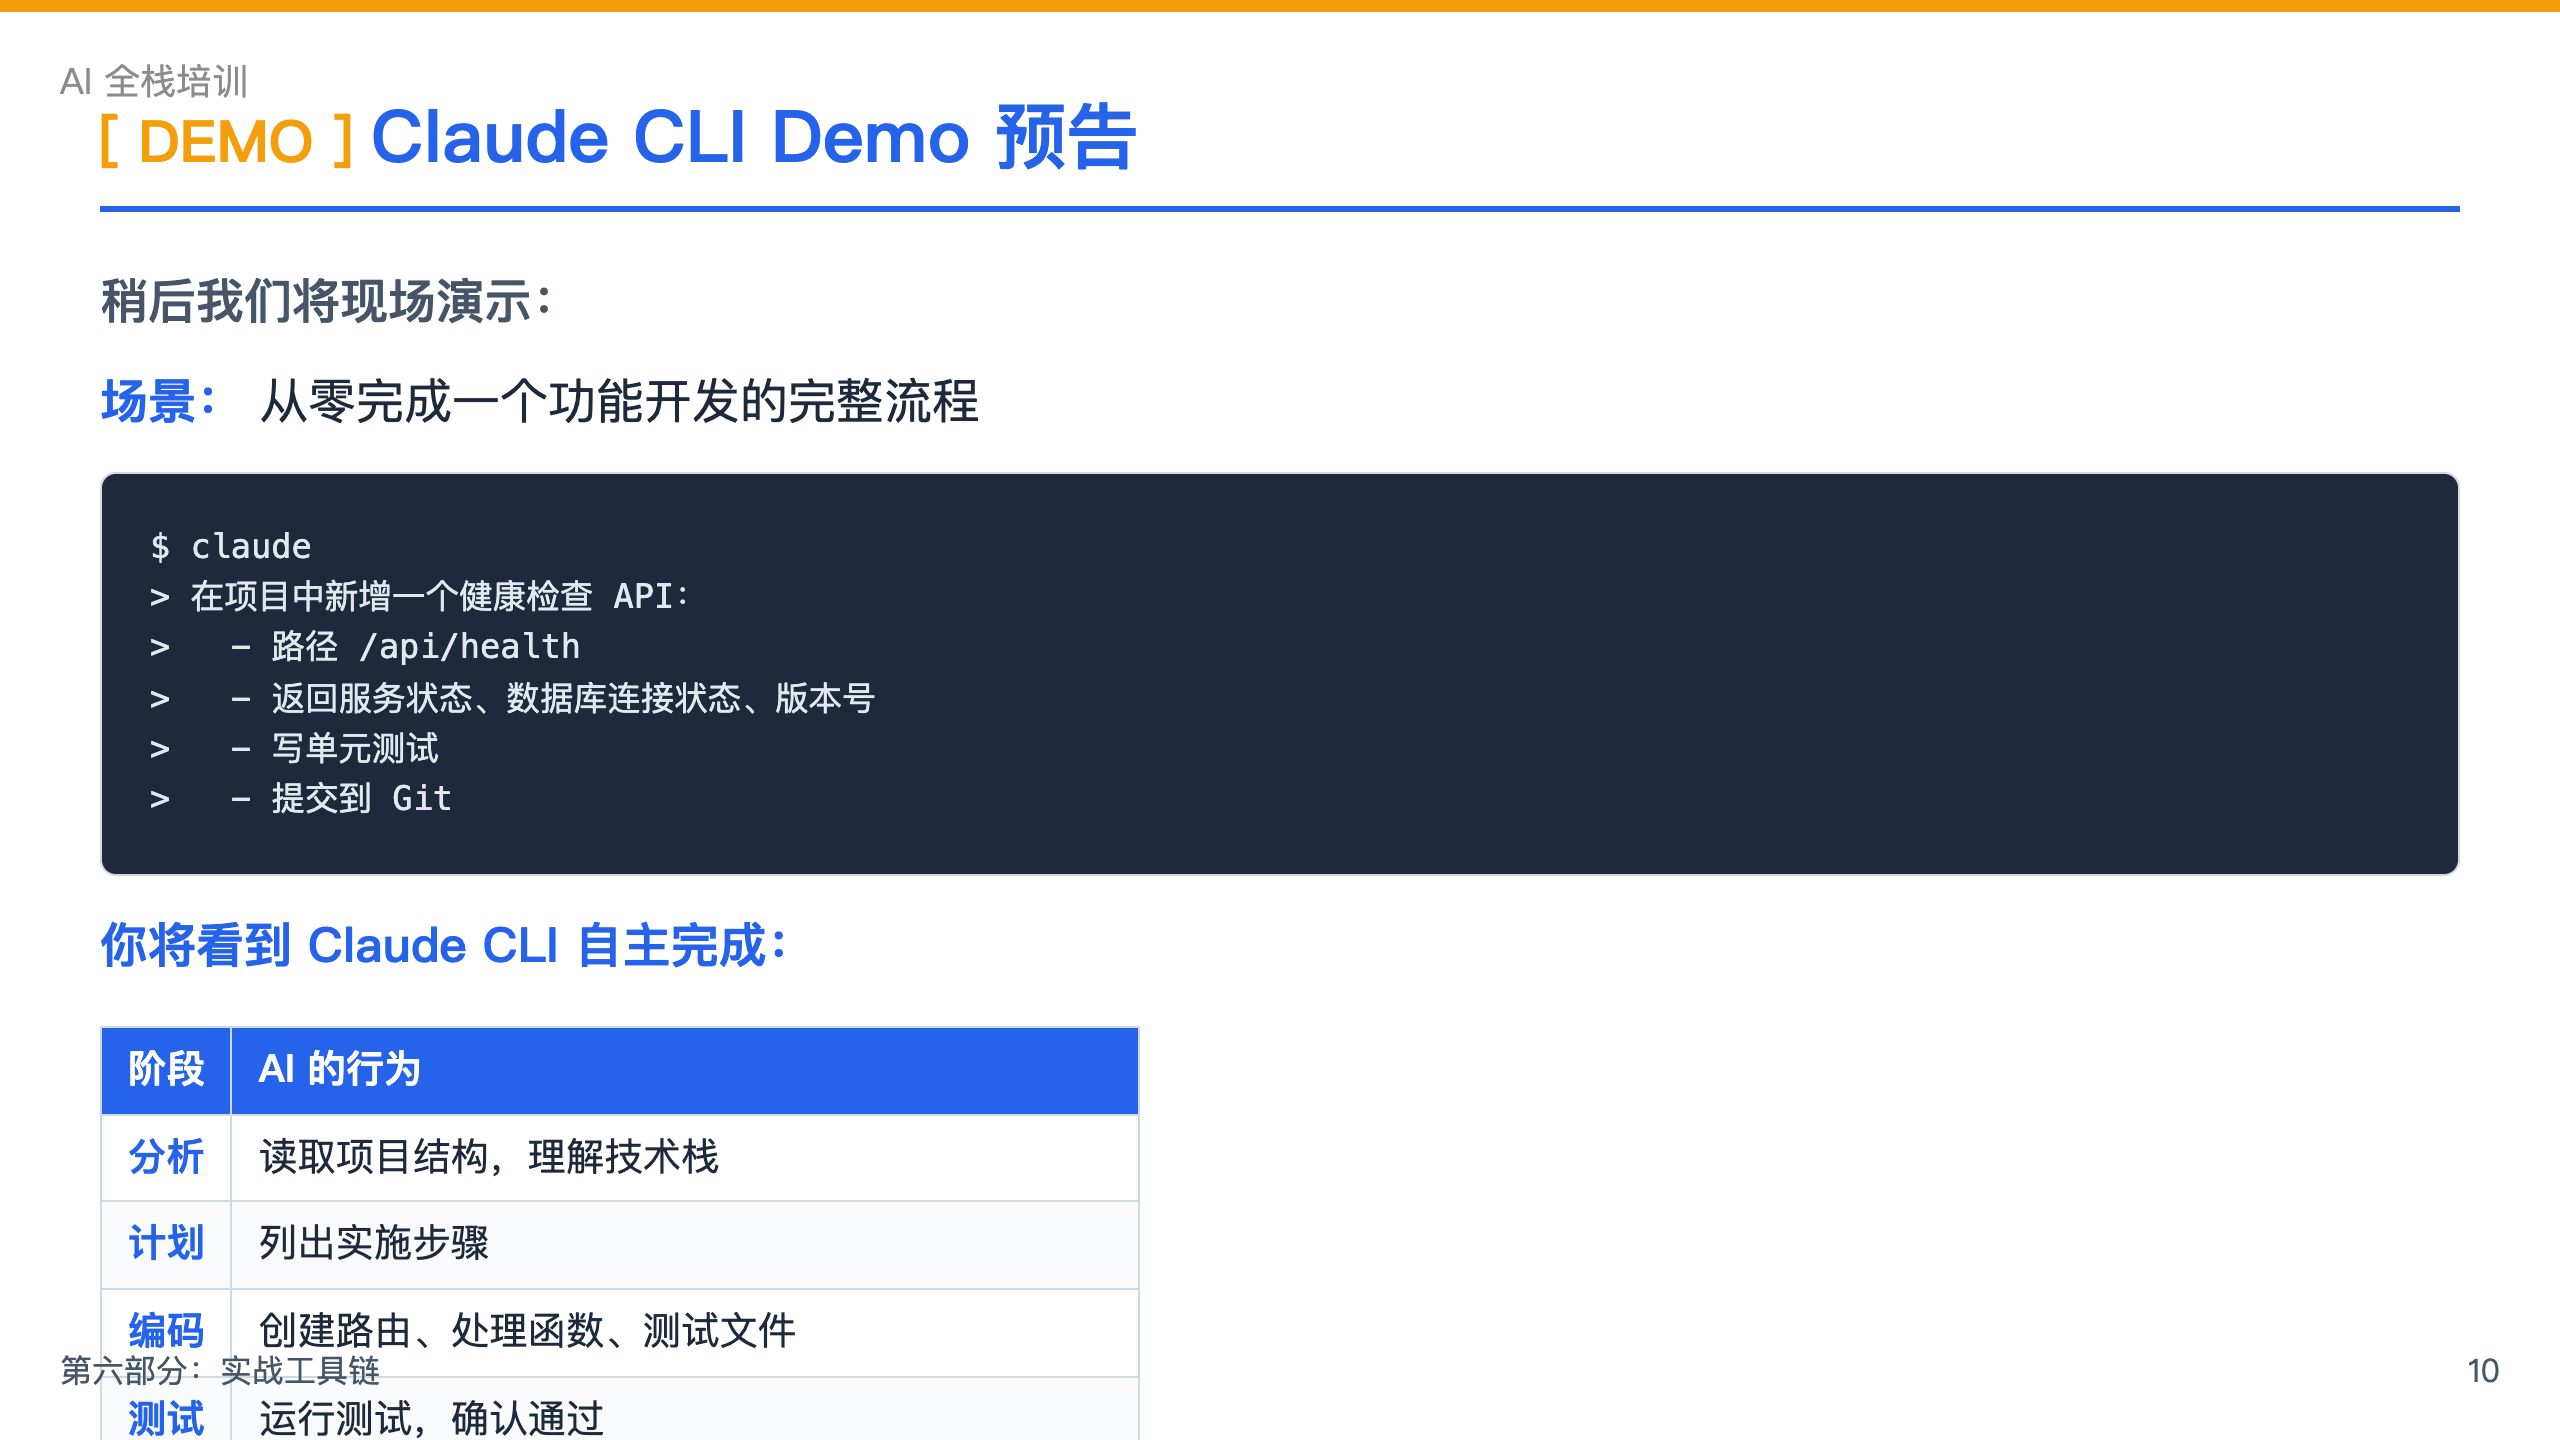 AI 全栈培训
[ DEMO ] Claude CLI Demo 预告
稍后我们将现场演示：
场景： 从零完成一个功能开发的完整流程
$ claude
> 在项目中新增一个健康检查 API：
>   - 路径 /api/health
>   - 返回服务状态、数据库连接状态、版本号
>   - 写单元测试
>   - 提交到 Git
你将看到 Claude CLI 自主完成：
阶段 AI 的行为
分析 读取项目结构，理解技术栈
计划 列出实施步骤
编码 创建路由、处理函数、测试文件
第六部分：实战工具链 10
测试 运行测试，确认通过